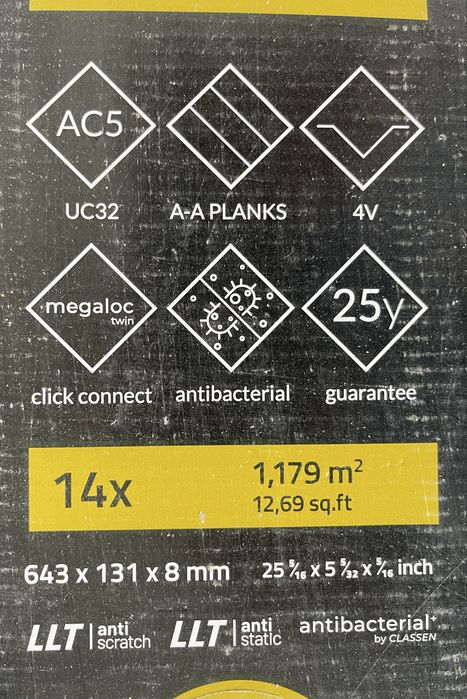 AC5
UC32
A-A PLANKS
4V
megaloc
twin
click connect
antibacterial
25y
guarantee
14x
1,179 m²
12,69 sq.ft
643 x 131 x 8 mm
25 5/16 x 5 5/32 x 5/16 inch
LLT | anti
scratch
LLT | anti
static
antibacterial+
by CLASSEN